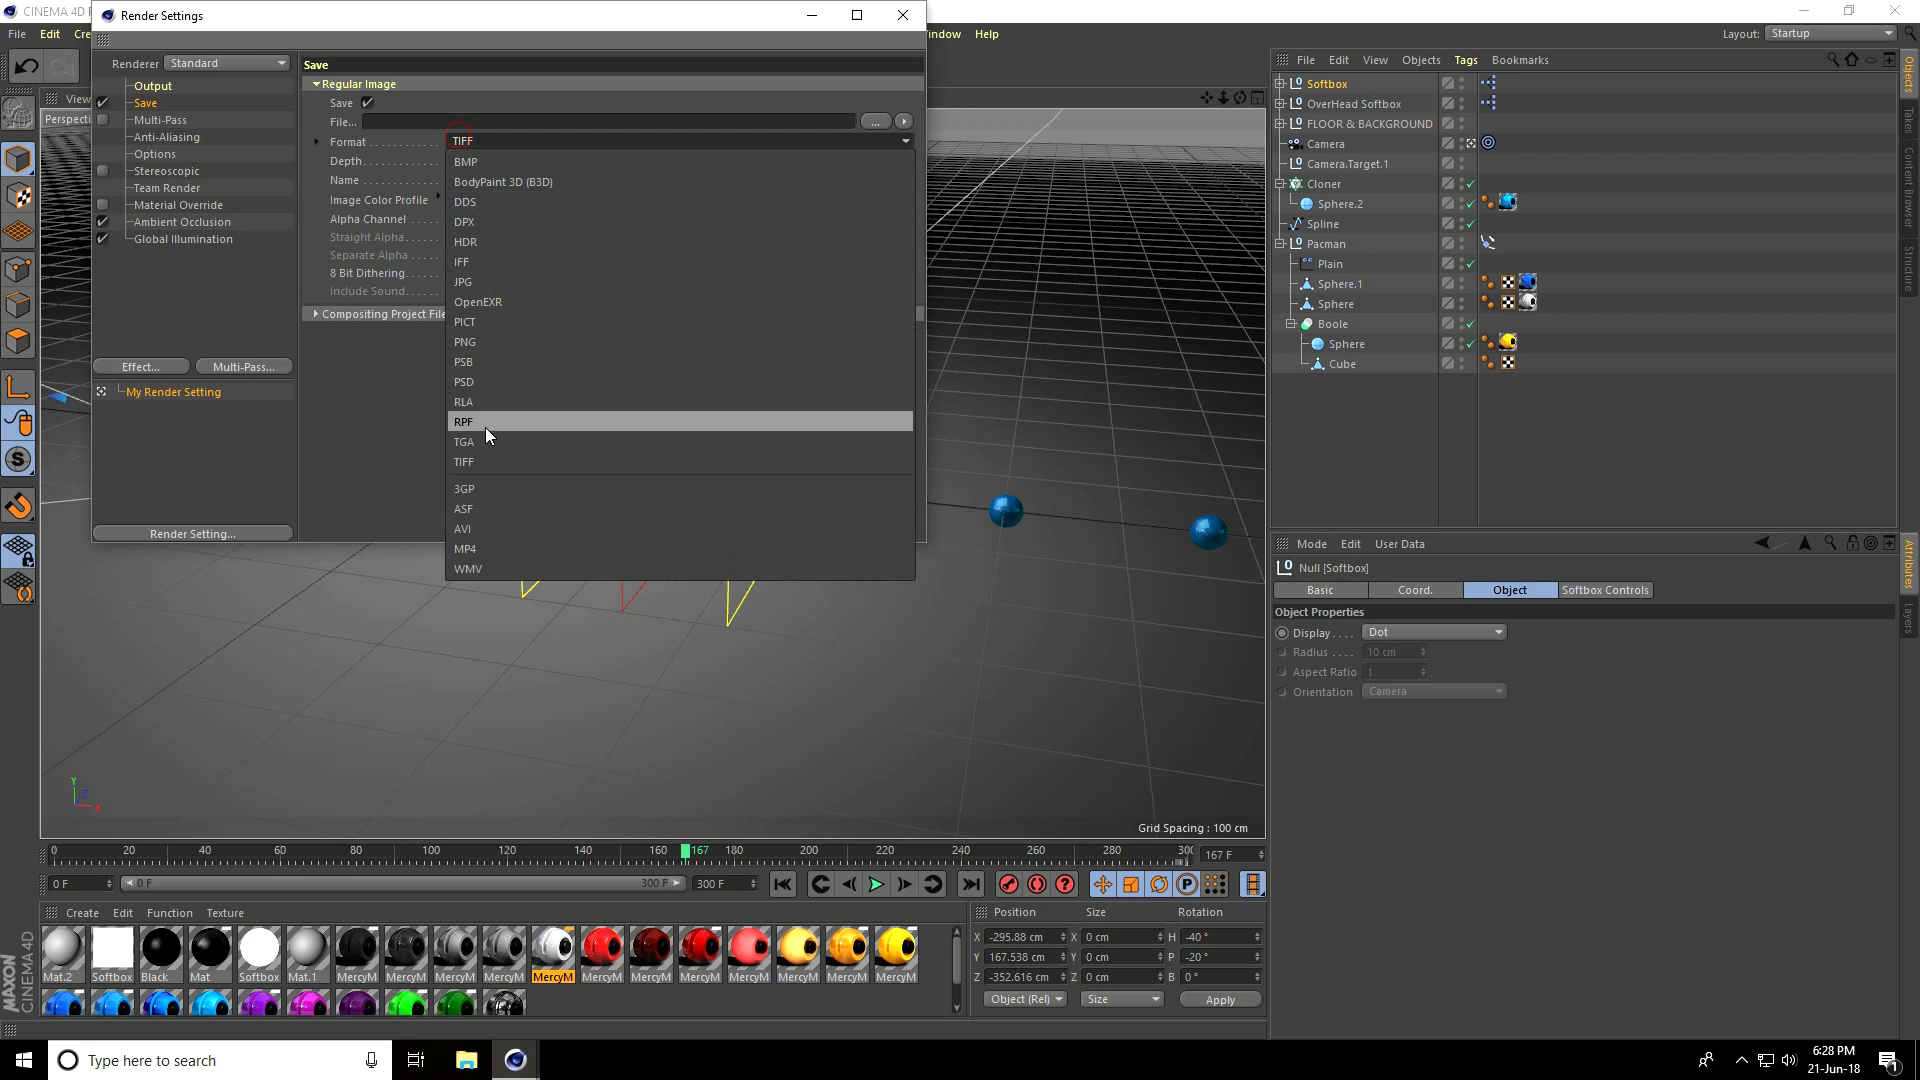 CINEMA 4D R
Render Settings
File Edit Cre
indow Help
Layout: Startup
Renderer Standard
Output
Save
Multi-Pass
Anti-Aliasing
Options
Stereoscopic
Team Render
Material Override
Ambient Occlusion
Global Illumination
Effect... Multi-Pass...
My Render Setting
Render Setting...
Save
Regular Image
Save
File... ...
Format TIFF
Depth
Name
Image Color Profile
Alpha Channel
Straight Alpha
Separate Alpha
8 Bit Dithering
Include Sound
Compositing Project File
BMP
BodyPaint 3D (B3D)
DDS
DPX
HDR
IFF
JPG
OpenEXR
PICT
PNG
PSB
PSD
RLA
RPF
TGA
TIFF
3GP
ASF
AVI
MP4
WMV
View
Perspecti
Y
Z
X
Grid Spacing : 100 cm
File Edit View Objects Tags Bookmarks
Softbox
OverHead Softbox
FLOOR & BACKGROUND
Camera
Camera.Target.1
Cloner
Sphere.2
Spline
Pacman
Plain
Sphere.1
Sphere
Boole
Sphere
Cube
Objects
Takes
Content Browser
Structure
Mode Edit User Data
Null [Softbox]
Basic Coord. Object Softbox Controls
Object Properties
Display.... Dot
Radius .... 10 cm
Aspect Ratio 1
Orientation Camera
Attributes
Layers
0 20 40 60 80 100 120 140 160 167 180 200 220 240 260 280 300 167 F
0 F 0 F 300 F 300 F
Create Edit Function Texture
Mat.2 Softbox Black Mat Softbox Mat.1 MercyM MercyM MercyM MercyM MercyM MercyM MercyM MercyM MercyM MercyM MercyM MercyM
Position Size Rotation
X -295.88 cm X 0 cm H -40 °
Y 167.538 cm Y 0 cm P -20 °
Z -352.616 cm Z 0 cm B 0 °
Object (Rel) Size Apply
MAXON
CINEMA 4D
Type here to search
6:28 PM
21-Jun-18
1